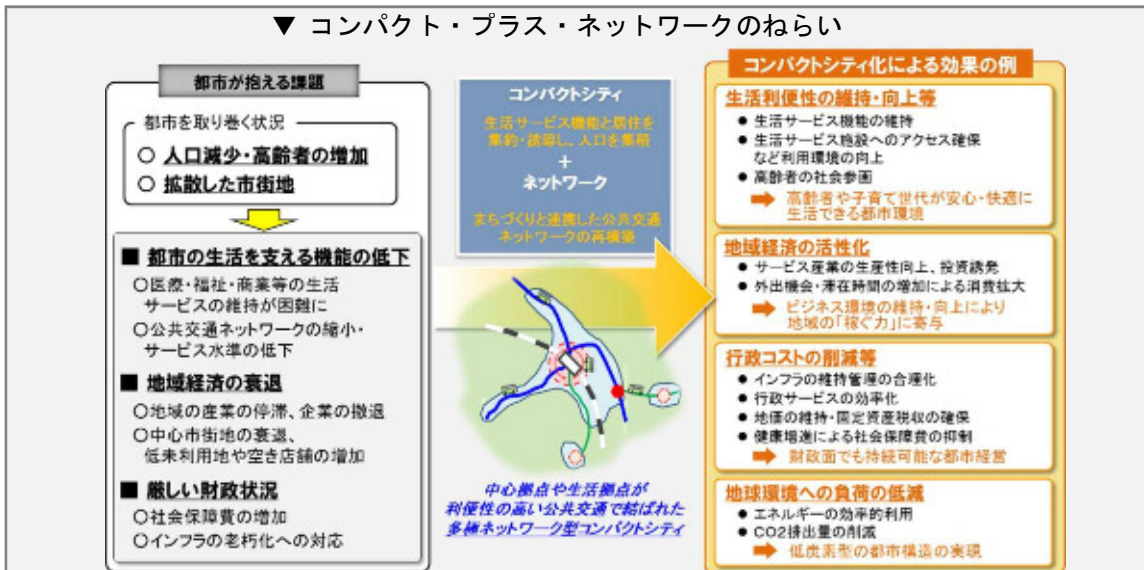 ▼ コンパクト・プラス・ネットワークのねらい
都市が抱える課題
都市を取り巻く状況
○ 人口減少・高齢者の増加
○ 拡散した市街地
■ 都市の生活を支える機能の低下
○医療・福祉・商業等の生活
サービスの維持が困難に
○公共交通ネットワークの縮小・
サービス水準の低下
■ 地域経済の衰退
○地域の産業の停滞、企業の撤退
○中心市街地の衰退、
低未利用地や空き店舗の増加
■ 厳しい財政状況
○社会保障費の増加
○インフラの老朽化への対応
コンパクトシティ
生活サービス機能と居住を
集約・誘導し、人口を集積
+
ネットワーク
まちづくりと連携した公共交通
ネットワークの再構築
中心拠点や生活拠点が
利便性の高い公共交通で結ばれた
多極ネットワーク型コンパクトシティ
コンパクトシティ化による効果の例
生活利便性の維持・向上等
● 生活サービス機能の維持
● 生活サービス施設へのアクセス確保
など利用環境の向上
● 高齢者の社会参画
➡ 高齢者や子育て世代が安心・快適に
生活できる都市環境
地域経済の活性化
● サービス産業の生産性向上、投資誘発
● 外出機会・滞在時間の増加による消費拡大
➡ ビジネス環境の維持・向上により
地域の「稼ぐ力」に寄与
行政コストの削減等
● インフラの維持管理の合理化
● 行政サービスの効率化
● 地価の維持・固定資産税収の確保
● 健康増進による社会保障費の抑制
➡ 財政面でも持続可能な都市経営
地球環境への負荷の低減
● エネルギーの効率的利用
● CO2排出量の削減
➡ 低炭素型の都市構造の実現